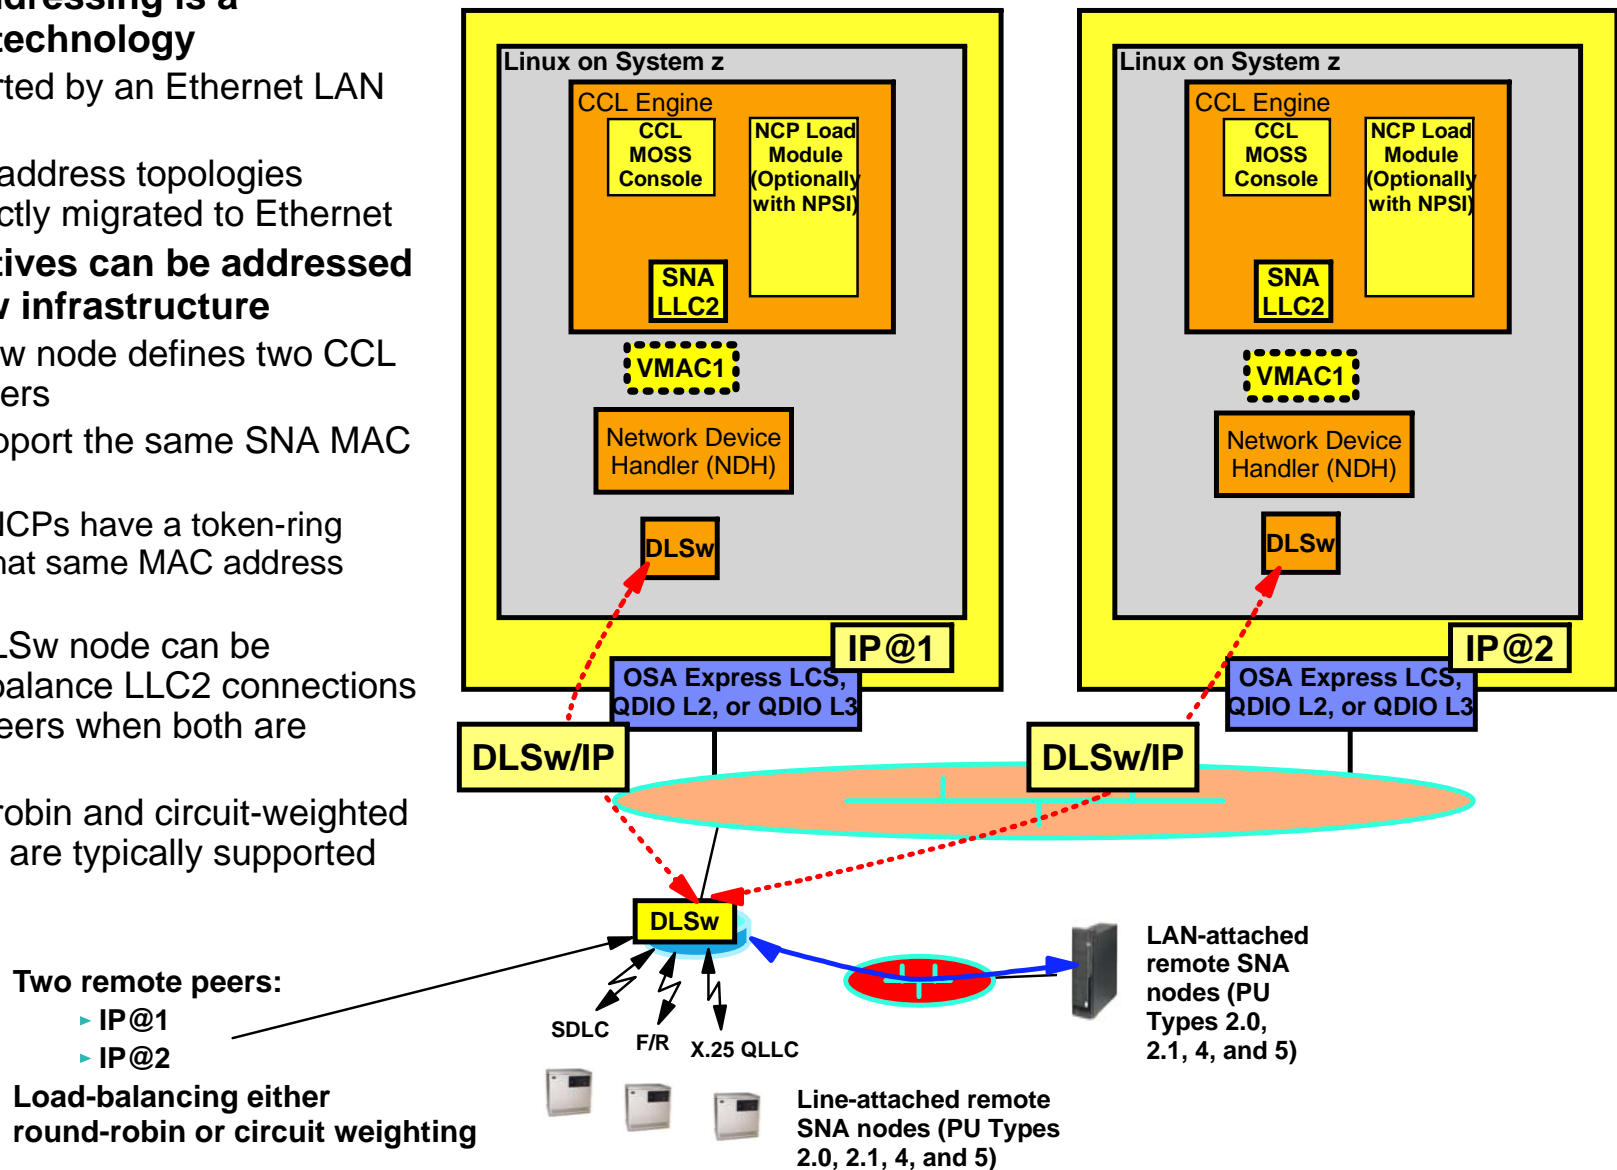 dressing is a
technology
rted by an Ethernet LAN
address topologies
ctly migrated to Ethernet
tives can be addressed
w infrastructure
w node defines two CCL
ers
pport the same SNA MAC
NCPs have a token-ring
hat same MAC address
LSw node can be
balance LLC2 connections
eers when both are
robin and circuit-weighted
are typically supported
Linux on System z
CCL Engine
CCL
MOSS
Console
NCP Load
Module
(Optionally
with NPSI)
SNA
LLC2
VMAC1
Network Device
Handler (NDH)
DLSw
IP@1
OSA Express LCS,
QDIO L2, or QDIO L3
DLSw/IP
Linux on System z
CCL Engine
CCL
MOSS
Console
NCP Load
Module
(Optionally
with NPSI)
SNA
LLC2
VMAC1
Network Device
Handler (NDH)
DLSw
IP@2
OSA Express LCS,
QDIO L2, or QDIO L3
DLSw/IP
DLSw
SDLC
F/R
X.25 QLLC
Two remote peers:
► IP@1
► IP@2
Load-balancing either
round-robin or circuit weighting
Line-attached remote
SNA nodes (PU Types
2.0, 2.1, 4, and 5)
LAN-attached
remote SNA
nodes (PU
Types 2.0,
2.1, 4, and 5)